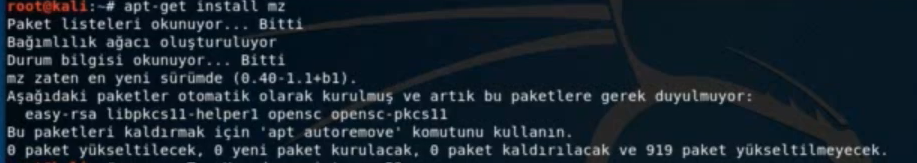 root@kali:~# apt-get install mz
Paket listeleri okunuyor... Bitti
Bağımlılık ağacı oluşturuluyor
Durum bilgisi okunuyor... Bitti
mz zaten en yeni sürümde (0.40-1.1+b1).
Aşağıdaki paketler otomatik olarak kurulmuş ve artık bu paketlere gerek duyulmuyor:
  easy-rsa libpkcs11-helper1 opensc opensc-pkcs11
Bu paketleri kaldırmak için 'apt autoremove' komutunu kullanın.
0 paket yükseltilecek, 0 yeni paket kurulacak, 0 paket kaldırılacak ve 919 paket yükseltilmeyecek.